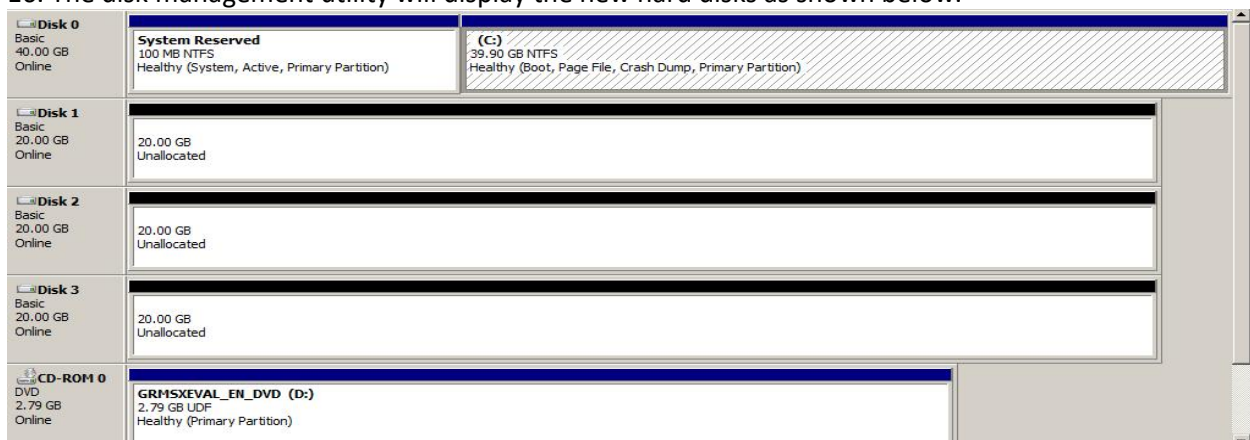 10. The disk management utility will display the new hard disks as shown below.
Disk 0
Basic
40.00 GB
Online
System Reserved
100 MB NTFS
Healthy (System, Active, Primary Partition)
(C:)
39.90 GB NTFS
Healthy (Boot, Page File, Crash Dump, Primary Partition)
Disk 1
Basic
20.00 GB
Online
20.00 GB
Unallocated
Disk 2
Basic
20.00 GB
Online
20.00 GB
Unallocated
Disk 3
Basic
20.00 GB
Online
20.00 GB
Unallocated
CD-ROM 0
DVD
2.79 GB
Online
GRMSXEVAL_EN_DVD (D:)
2.79 GB UDF
Healthy (Primary Partition)